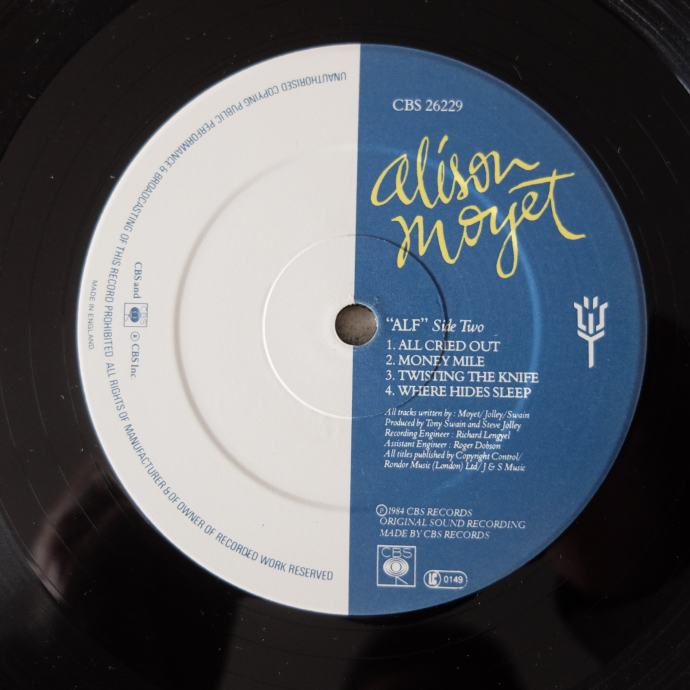 UNAUTHORISED COPYING PUBLIC PERFORMANCE & BROADCASTING OF THIS RECORD PROHIBITED ALL RIGHTS OF MANUFACTURER & OF OWNER OF RECORDED WORK RESERVED
MADE IN ENGLAND
CBS and CBS ℗ CBS Inc.
CBS 26229
alison
moyet
"ALF" Side Two
1. ALL CRIED OUT
2. MONEY MILE
3. TWISTING THE KNIFE
4. WHERE HIDES SLEEP
All tracks written by : Moyet/Jolley/Swain
Produced by Tony Swain and Steve Jolley
Recording Engineer : Richard Lengyel
Assistant Engineer : Roger Dobson
All titles published by Copyright Control/
Rondor Music (London) Ltd/J & S Music
℗1984 CBS RECORDS
ORIGINAL SOUND RECORDING
MADE BY CBS RECORDS
CBS
LC 0149